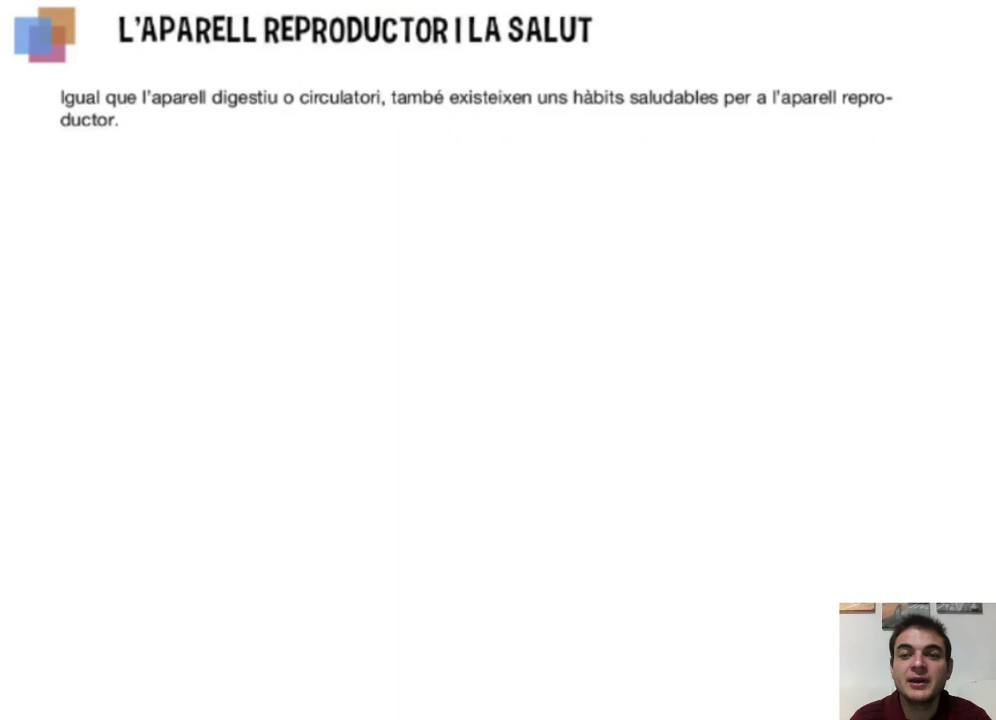 L'APARELL REPRODUCTOR I LA SALUT
Igual que l'aparell digestiu o circulatori, també existeixen uns hàbits saludables per a l'aparell repro-
ductor.